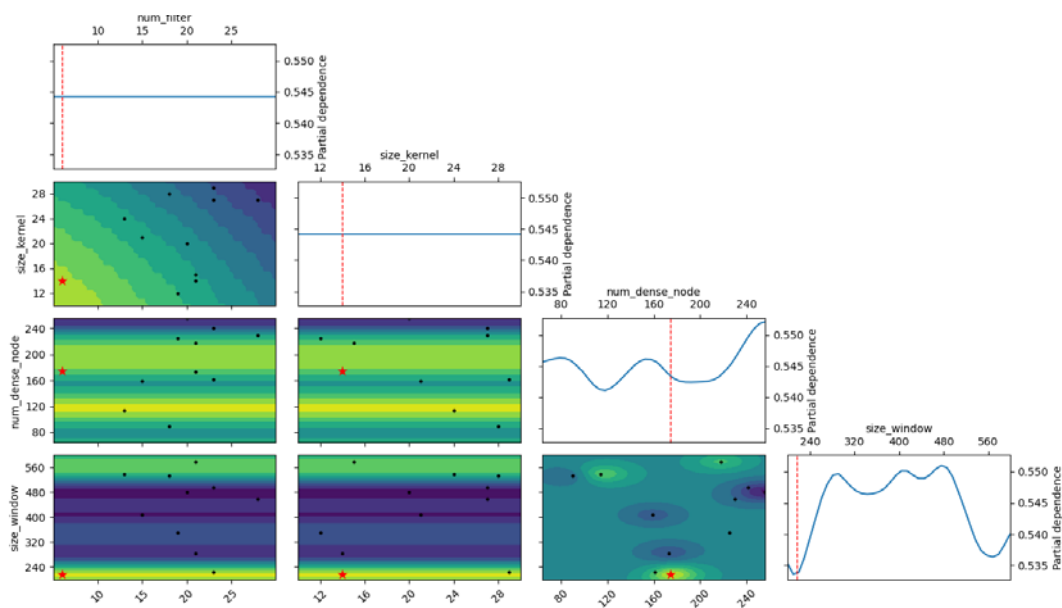 num_filter
10 15 20 25
0.550
0.545
0.540
0.535
Partial dependence
size_kernel
12 16 20 24 28
28
24
20
16
12
size_kernel
0.550
0.545
0.540
0.535
Partial dependence
num_dense_node
80 120 160 200 240
240
200
160
120
80
num_dense_node
0.550
0.545
0.540
0.535
Partial dependence
size_window
240 320 400 480 560
560
480
400
320
240
size_window
0.550
0.545
0.540
0.535
Partial dependence
10 15 20 25
12 16 20 24 28
80 120 160 200 240